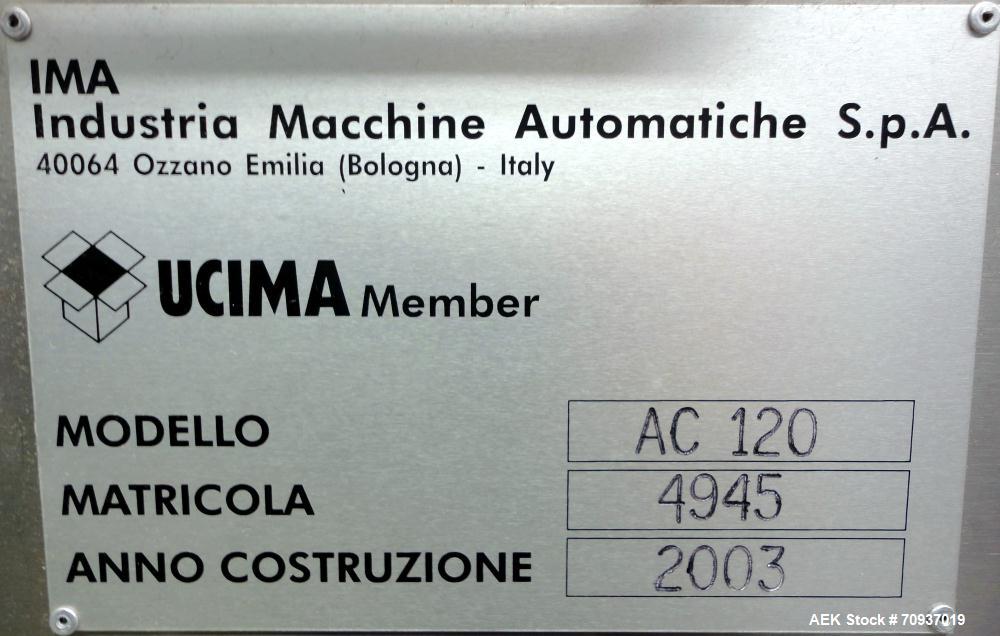 IMA
Industria Macchine Automatiche S.p.A.
40064 Ozzano Emilia (Bologna) - Italy
UCIMA Member
MODELLO AC 120
MATRICOLA 4945
ANNO COSTRUZIONE 2003
AEK Stock # 70937019